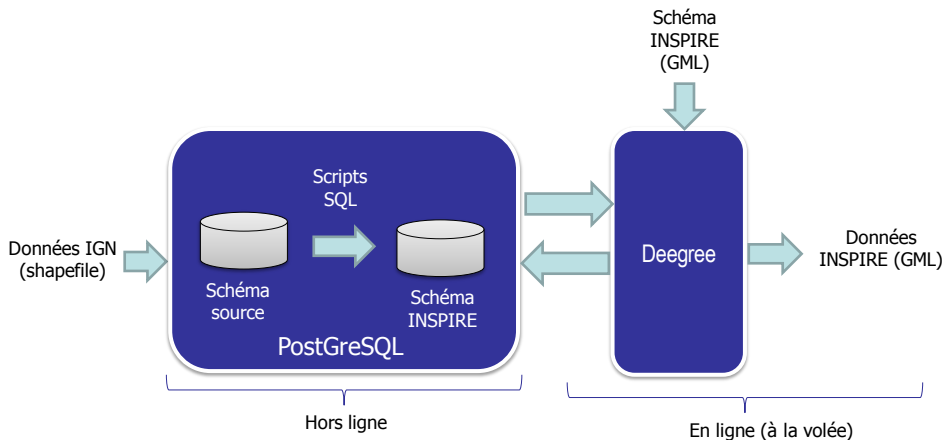 Schéma
INSPIRE
(GML)
Scripts
SQL
Données IGN
(shapefile)
Schéma
source
Schéma
INSPIRE
PostGreSQL
Deegree
Données
INSPIRE (GML)
Hors ligne
En ligne (à la volée)